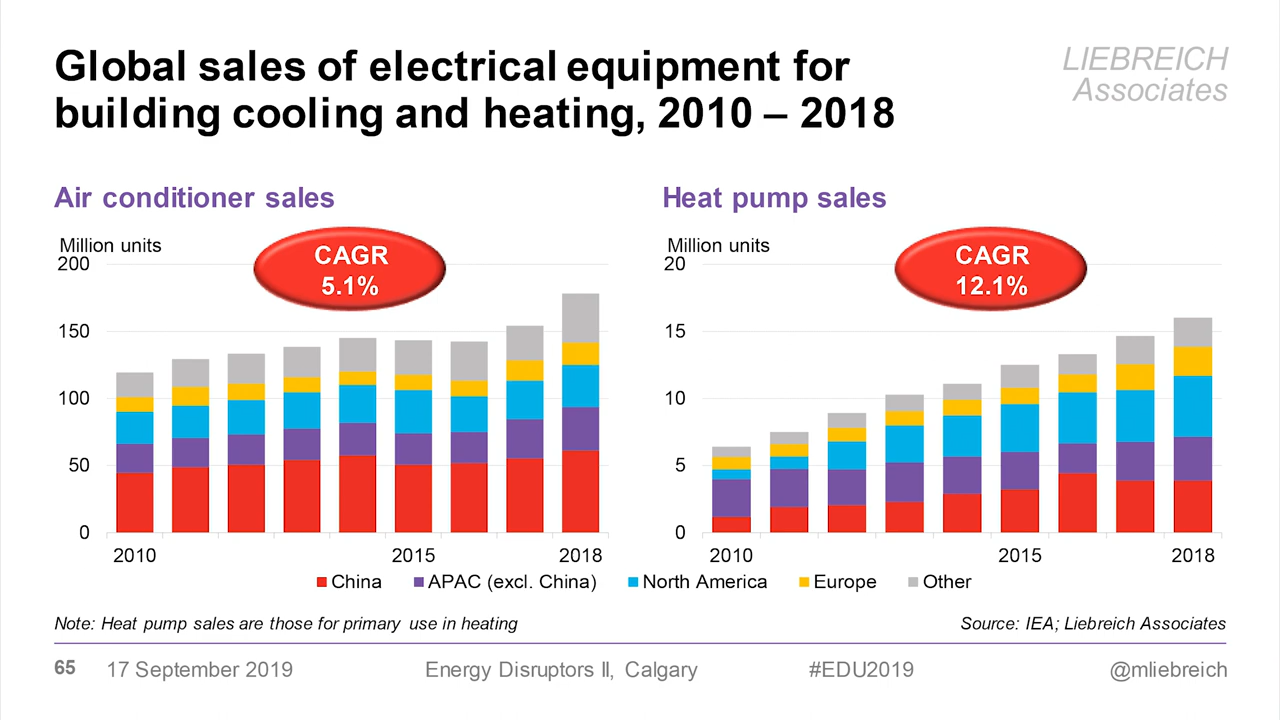 Global sales of electrical equipment for
building cooling and heating, 2010 – 2018
LIEBREICH
Associates
Air conditioner sales
Million units
CAGR
5.1%
200
150
100
50
0
2010
2015
2018
Heat pump sales
Million units
CAGR
12.1%
20
15
10
5
0
2010
2015
2018
China
APAC (excl. China)
North America
Europe
Other
Note: Heat pump sales are those for primary use in heating
Source: IEA; Liebreich Associates
65
17 September 2019
Energy Disruptors II, Calgary
#EDU2019
@mliebreich